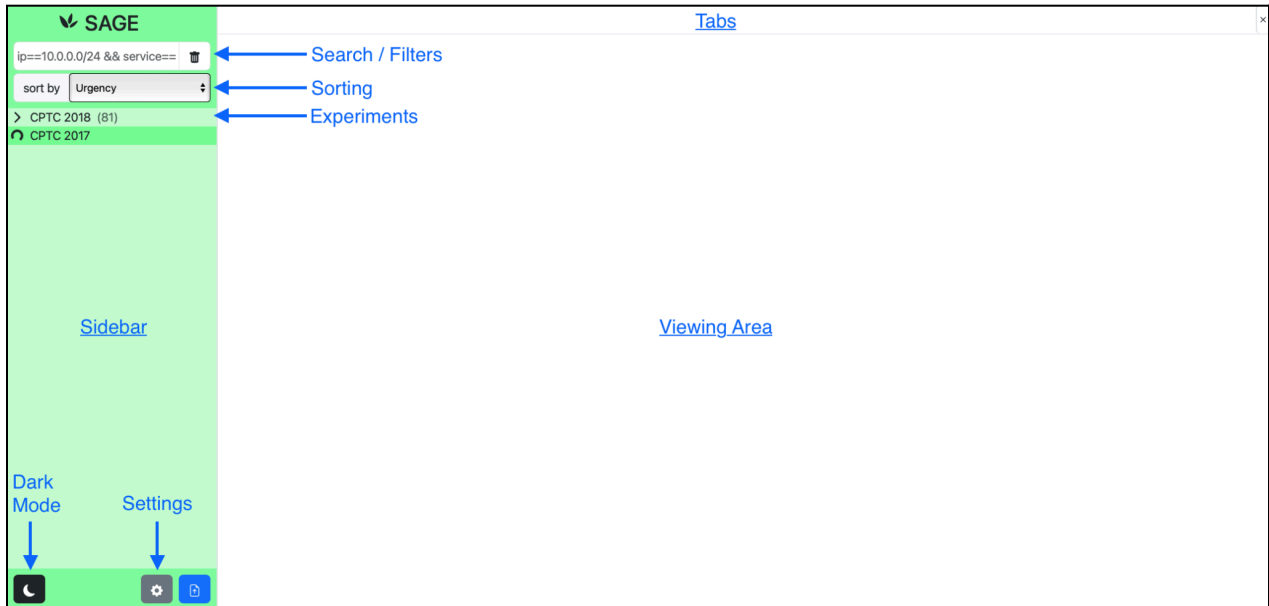 SAGE
Tabs
×
ip==10.0.0.0/24 && service==
Search / Filters
sort by Urgency
Sorting
CPTC 2018 (81)
Experiments
CPTC 2017
Sidebar
Viewing Area
Dark
Mode
Settings